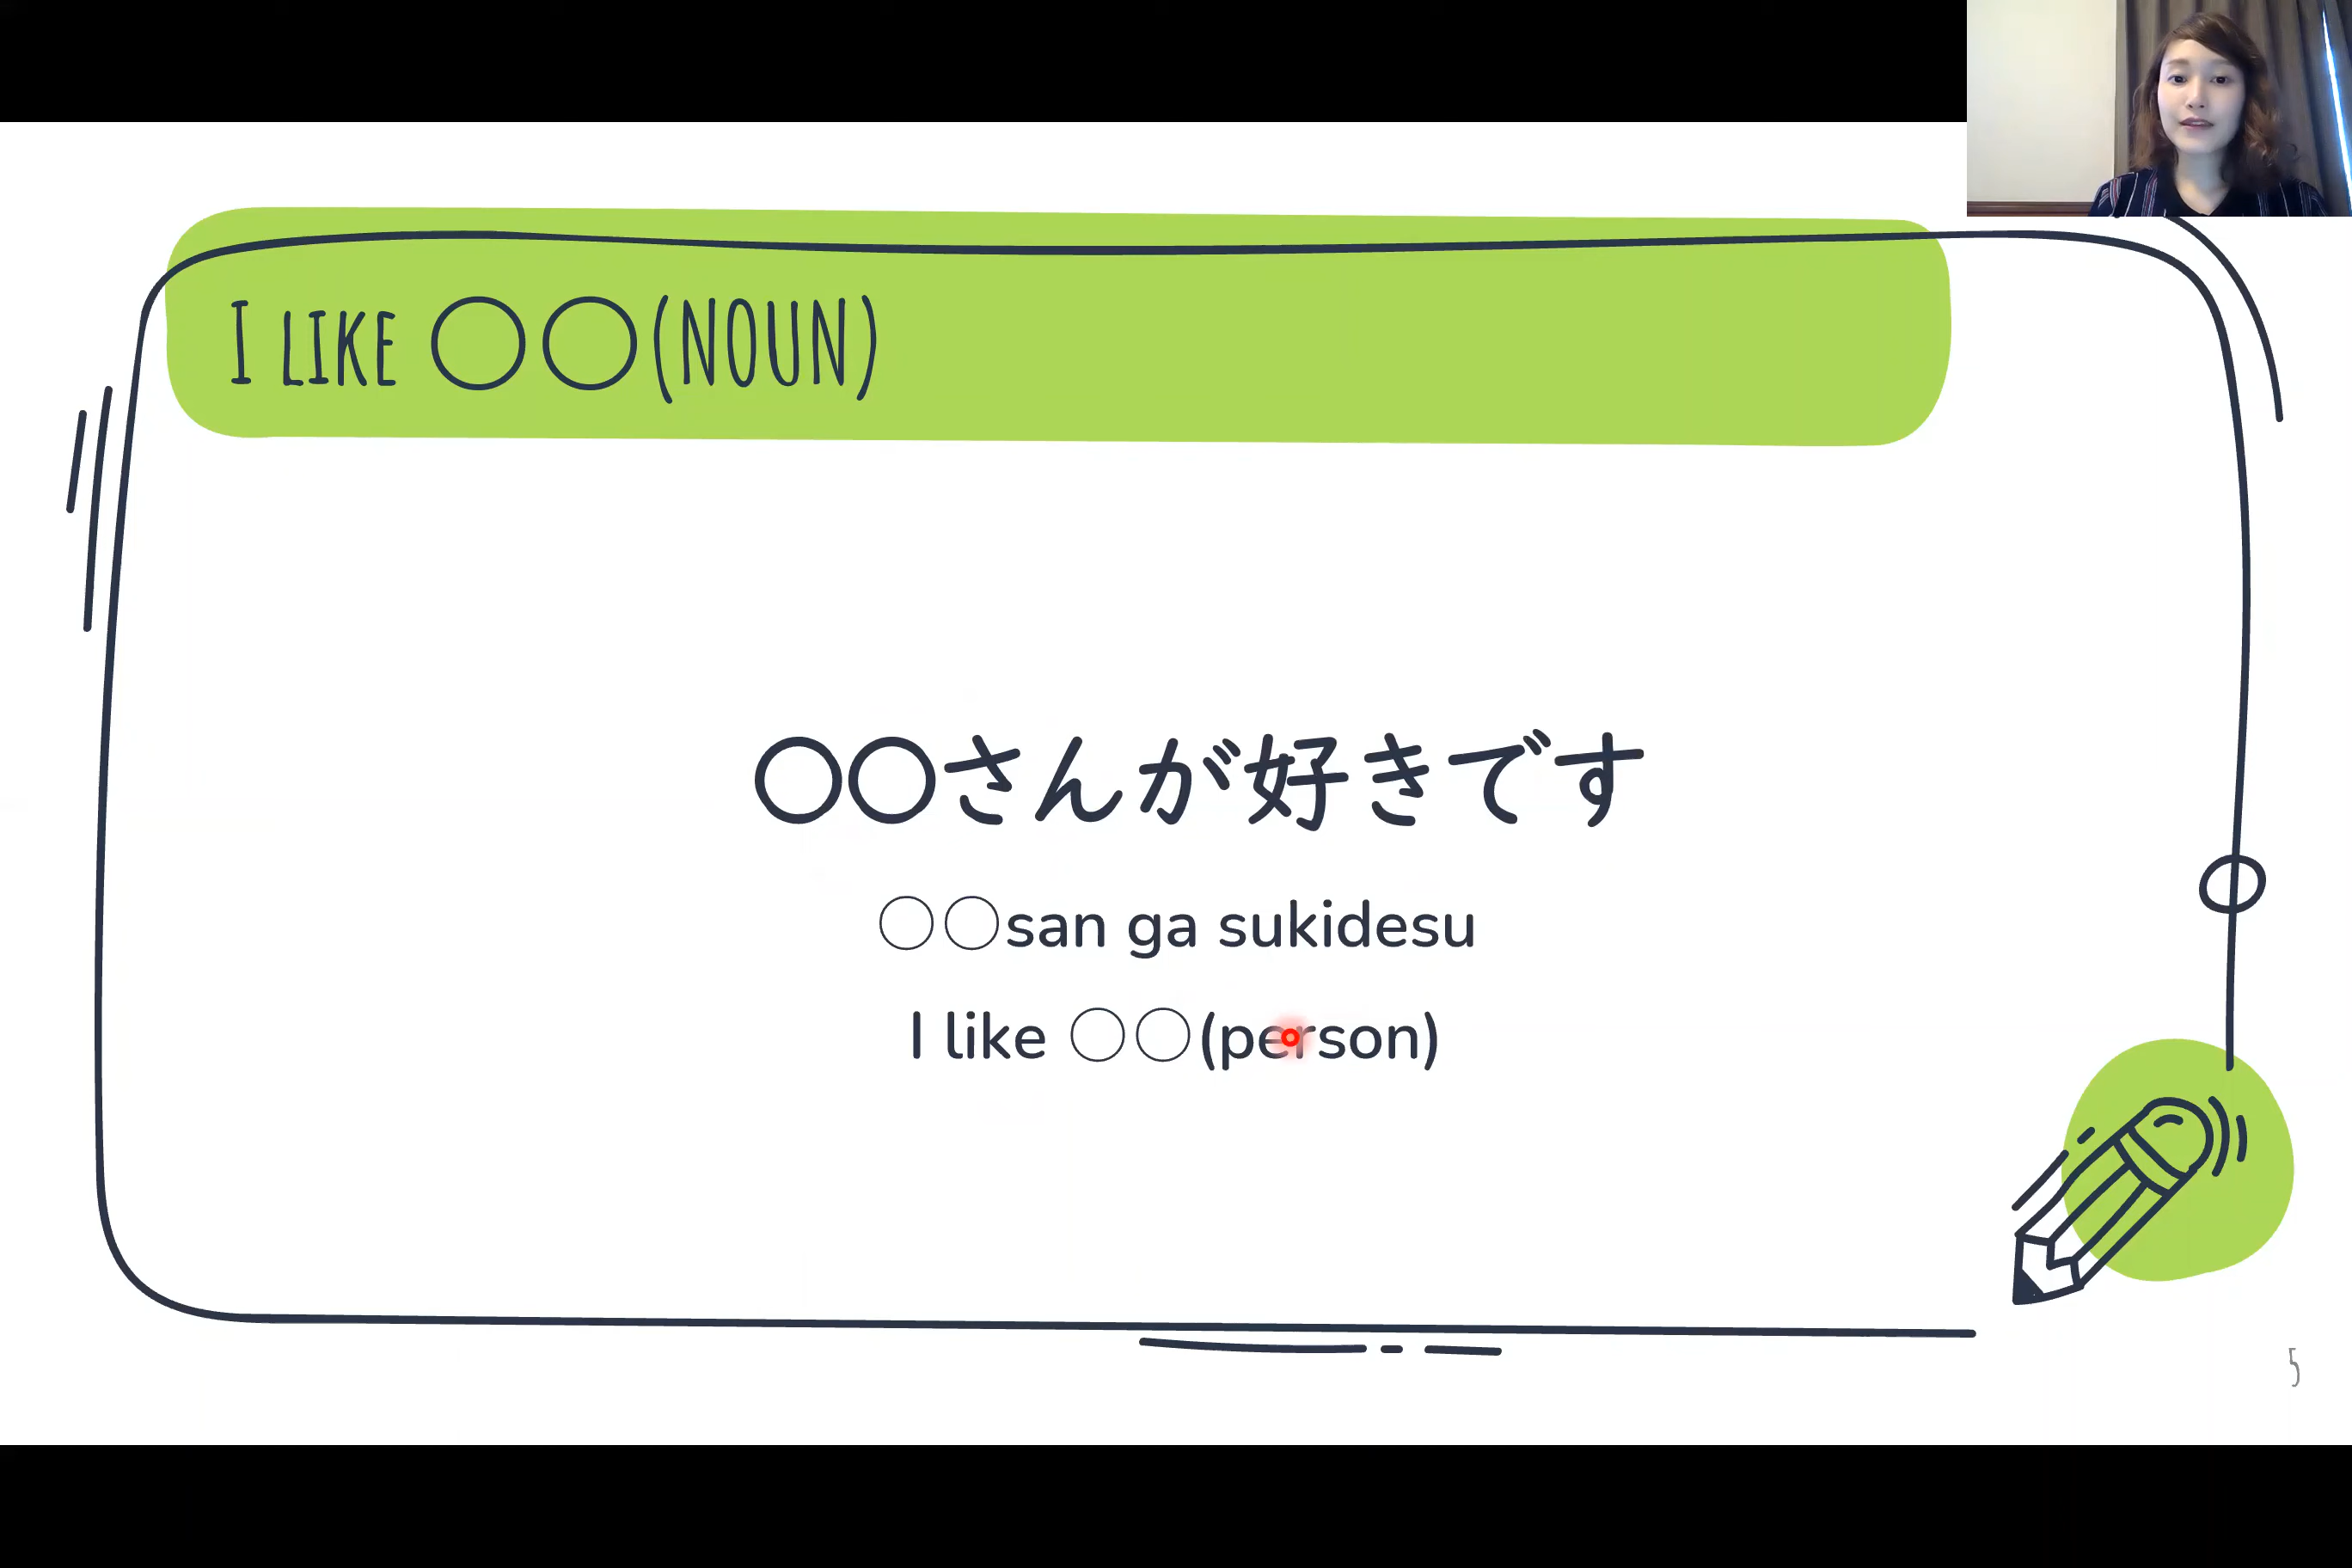 I LIKE ○○(NOUN)
○○さんが好きです
○○san ga sukidesu
I like ○○(person)
5